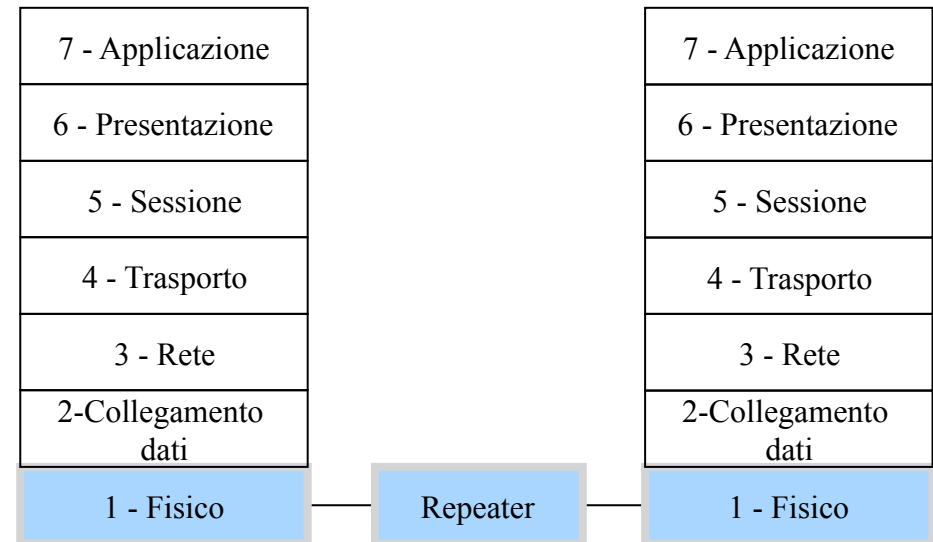 7 - Applicazione
6 - Presentazione
5 - Sessione
4 - Trasporto
3 - Rete
2-Collegamento
dati
1 - Fisico
Repeater
7 - Applicazione
6 - Presentazione
5 - Sessione
4 - Trasporto
3 - Rete
2-Collegamento
dati
1 - Fisico